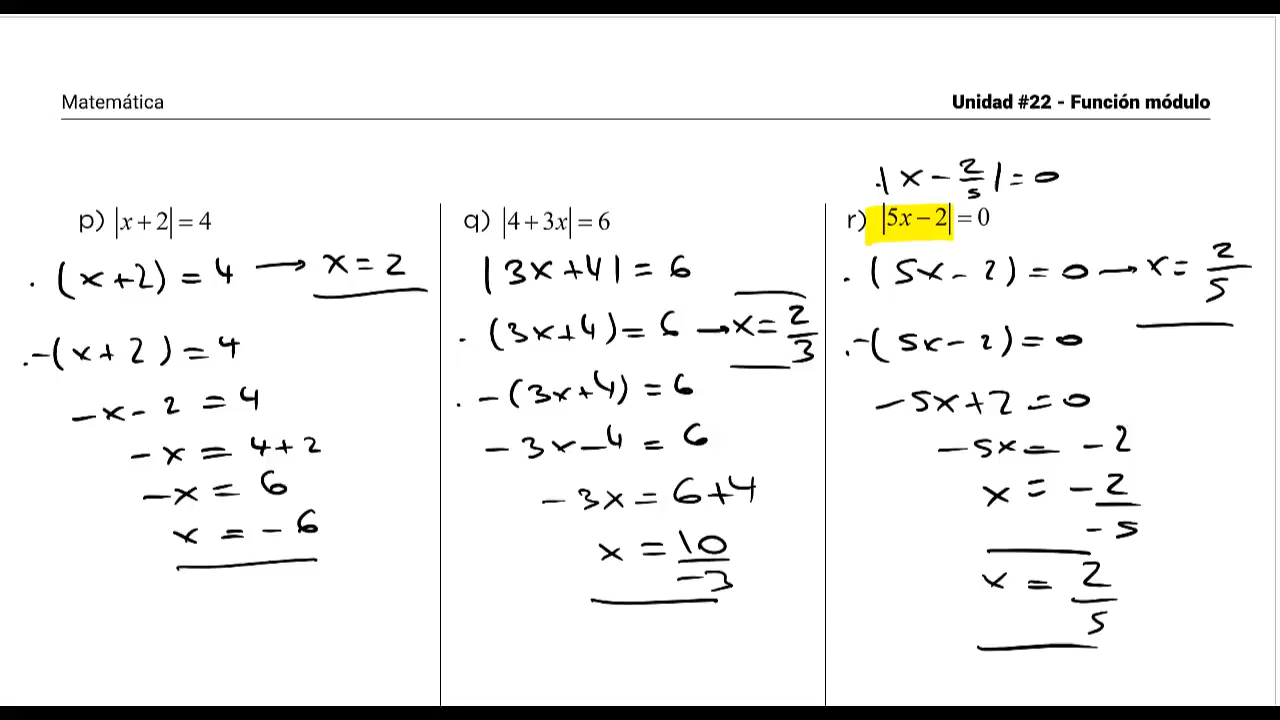 Matemática
Unidad #22 - Función módulo
p) |x+2|=4
. (x+2) = 4 → x = 2
. -(x+2) = 4
-x-2 = 4
-x = 4+2
-x = 6
x = -6
q) |4+3x|=6
|3x+4| = 6
. (3x+4) = 6 → x = 2/3
. -(3x+4) = 6
-3x-4 = 6
-3x = 6+4
x = 10/-3
.|x - 2/5| = 0
r) |5x-2|=0
. (5x-2) = 0 → x = 2/5
. -(5x-2) = 0
-5x+2 = 0
-5x = -2
x = -2/-5
x = 2/5